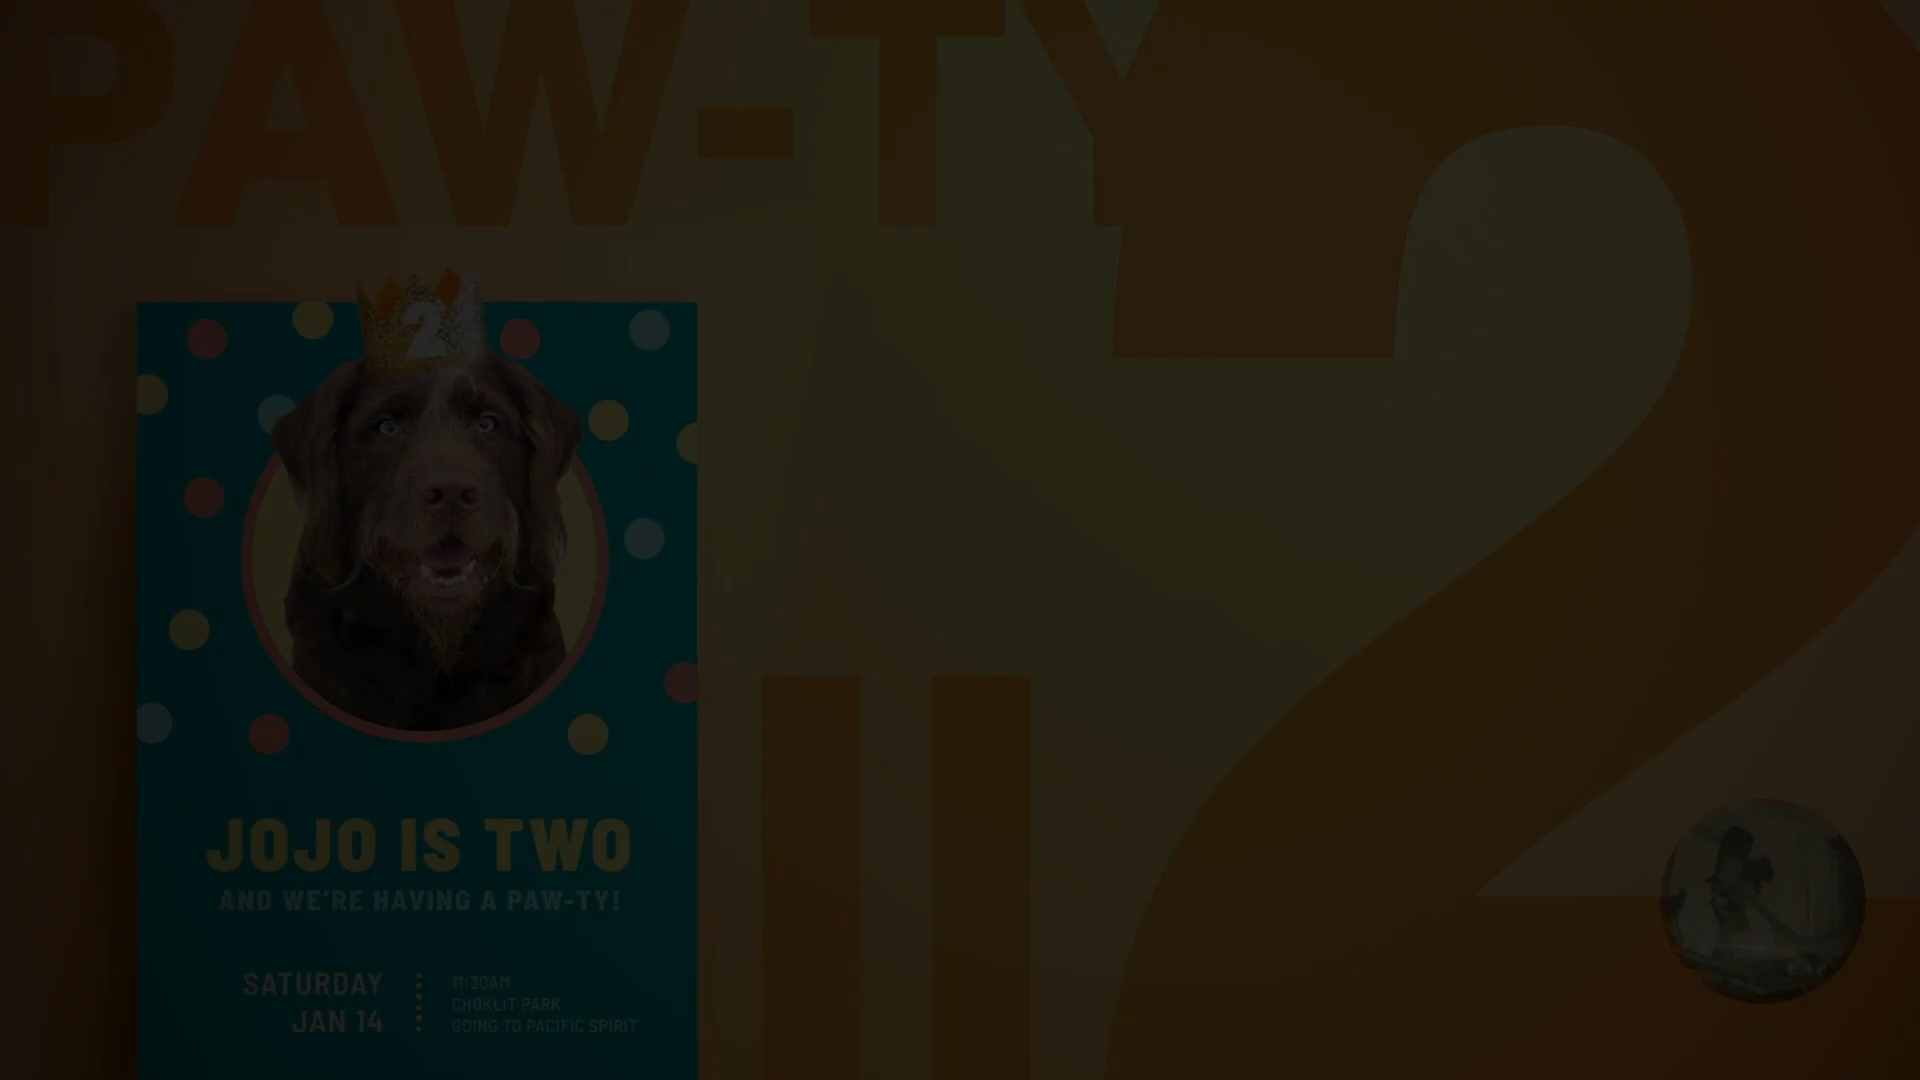 PAW-TY
2
2
JOJO IS TWO
AND WE'RE HAVING A PAW-TY!
SATURDAY
JAN 14
11:30AM
CHOKLIT PARK
GOING TO PACIFIC SPIRIT